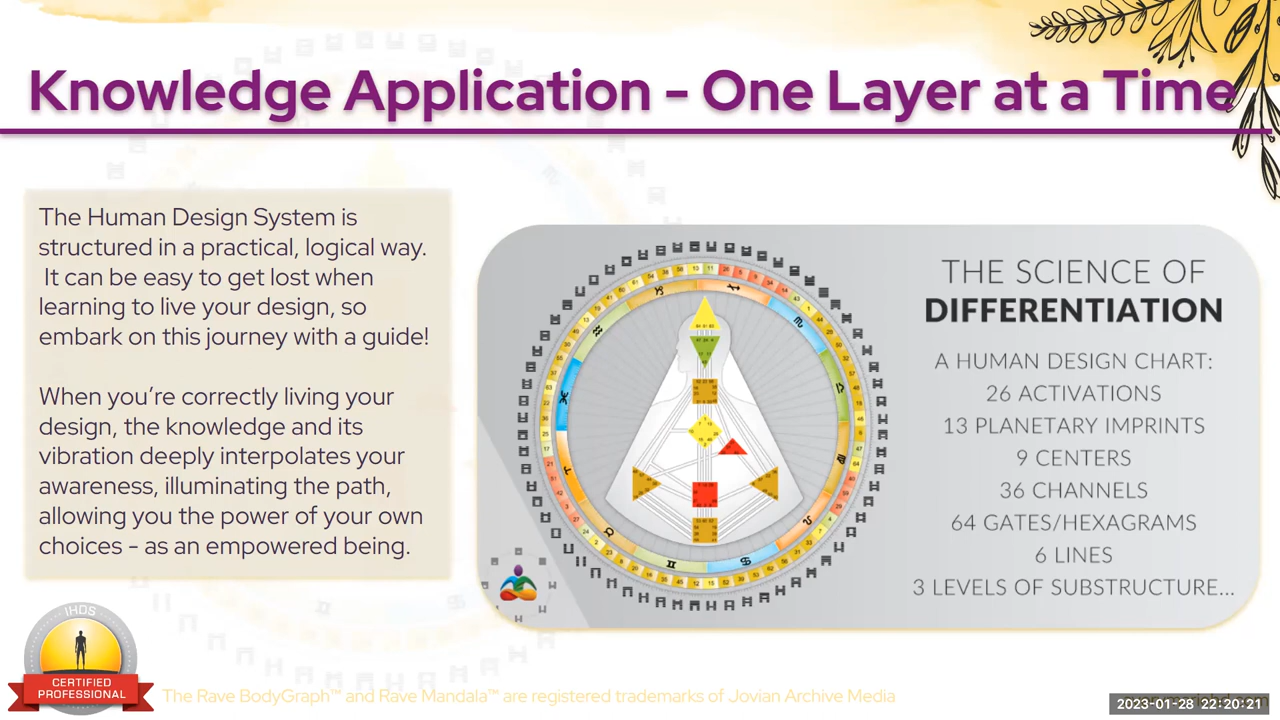 Knowledge Application - One Layer at a Time
The Human Design System is
structured in a practical, logical way.
It can be easy to get lost when
learning to live your design, so
embark on this journey with a guide!
When you're correctly living your
design, the knowledge and its
vibration deeply interpolates your
awareness, illuminating the path,
allowing you the power of your own
choices - as an empowered being.
THE SCIENCE OF
DIFFERENTIATION
A HUMAN DESIGN CHART:
26 ACTIVATIONS
13 PLANETARY IMPRINTS
9 CENTERS
36 CHANNELS
64 GATES/HEXAGRAMS
6 LINES
3 LEVELS OF SUBSTRUCTURE...
IHDS
CERTIFIED
PROFESSIONAL
The Rave BodyGraph™ and Rave Mandala™ are registered trademarks of Jovian Archive Media
2023-01-28 22:20:21